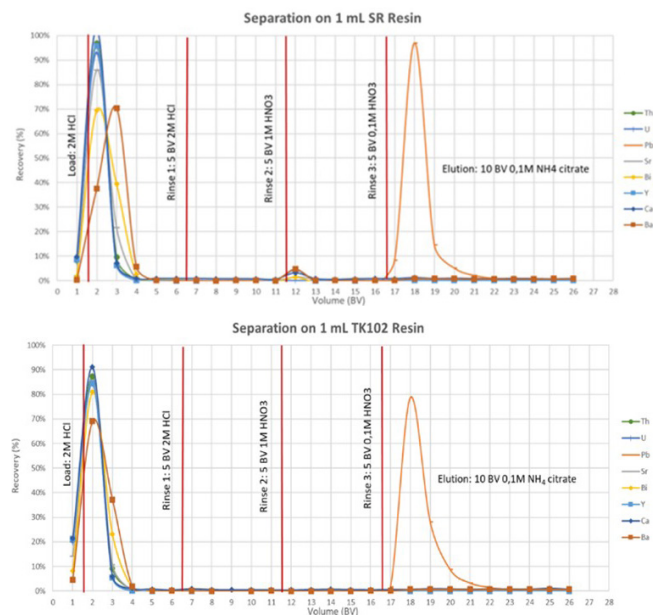 Separation on 1 mL SR Resin
100%
90%
80%
70%
60%
50%
40%
30%
20%
10%
0%
Recovery (%)
Load: 2M HCl
Rinse 1: 5 BV 2M HCl
Rinse 2: 5 BV 1M HNO3
Rinse 3: 5 BV 0,1M HNO3
Elution: 10 BV 0,1M NH4 citrate
0 1 2 3 4 5 6 7 8 9 10 11 12 13 14 15 16 17 18 19 20 21 22 23 24 25 26 27 28
Volume (BV)
Th
U
Pb
Sr
Bi
Y
Ca
Ba
Separation on 1 mL TK102 Resin
100%
90%
80%
70%
60%
50%
40%
30%
20%
10%
0%
Recovery (%)
Load: 2M HCl
Rinse 1: 5 BV 2M HCl
Rinse 2: 5 BV 1M HNO3
Rinse 3: 5 BV 0,1M HNO3
Elution: 10 BV 0,1M NH₄ citrate
0 1 2 3 4 5 6 7 8 9 10 11 12 13 14 15 16 17 18 19 20 21 22 23 24 25 26 27 28
Volume (BV)
Th
U
Pb
Sr
Bi
Y
Ca
Ba